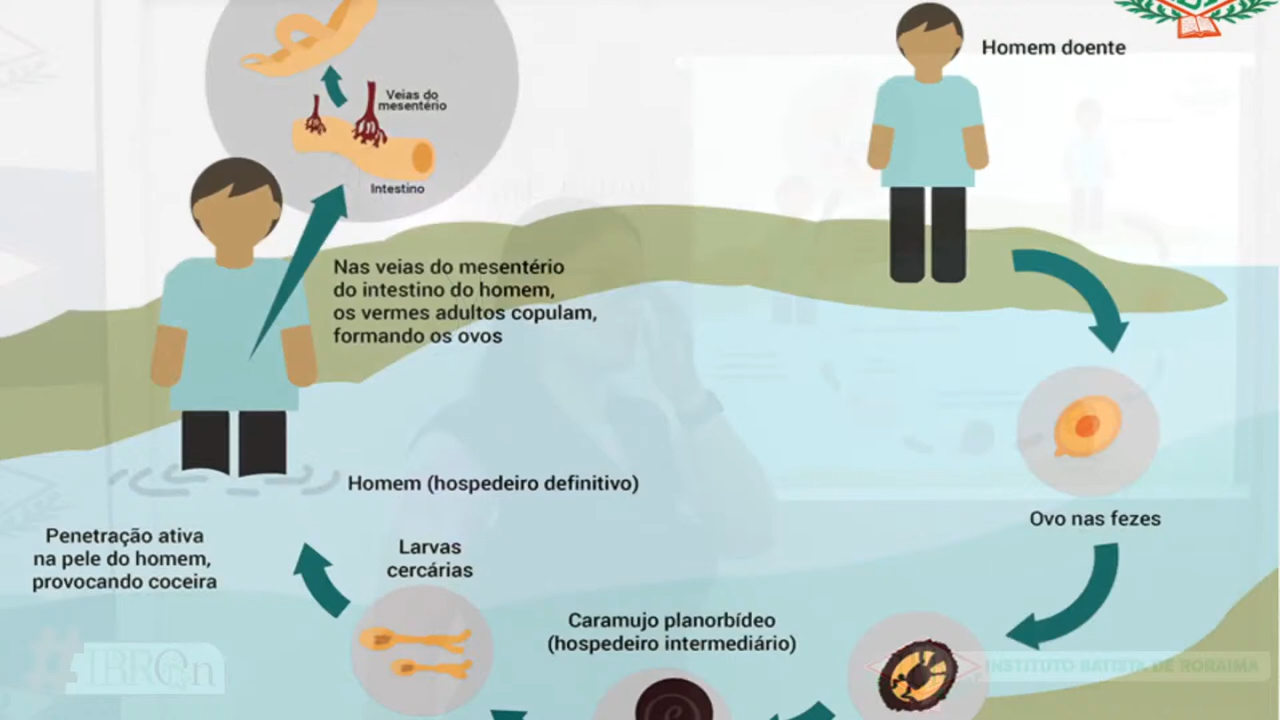 Homem doente
Veias do
mesentério
Intestino
Nas veias do mesentério
do intestino do homem,
os vermes adultos copulam,
formando os ovos
Homem (hospedeiro definitivo)
Ovo nas fezes
Penetração ativa
na pele do homem,
provocando coceira
Larvas
cercárias
Caramujo planorbídeo
(hospedeiro intermediário)
#IBROn
INSTITUTO BATISTA DE RORAIMA